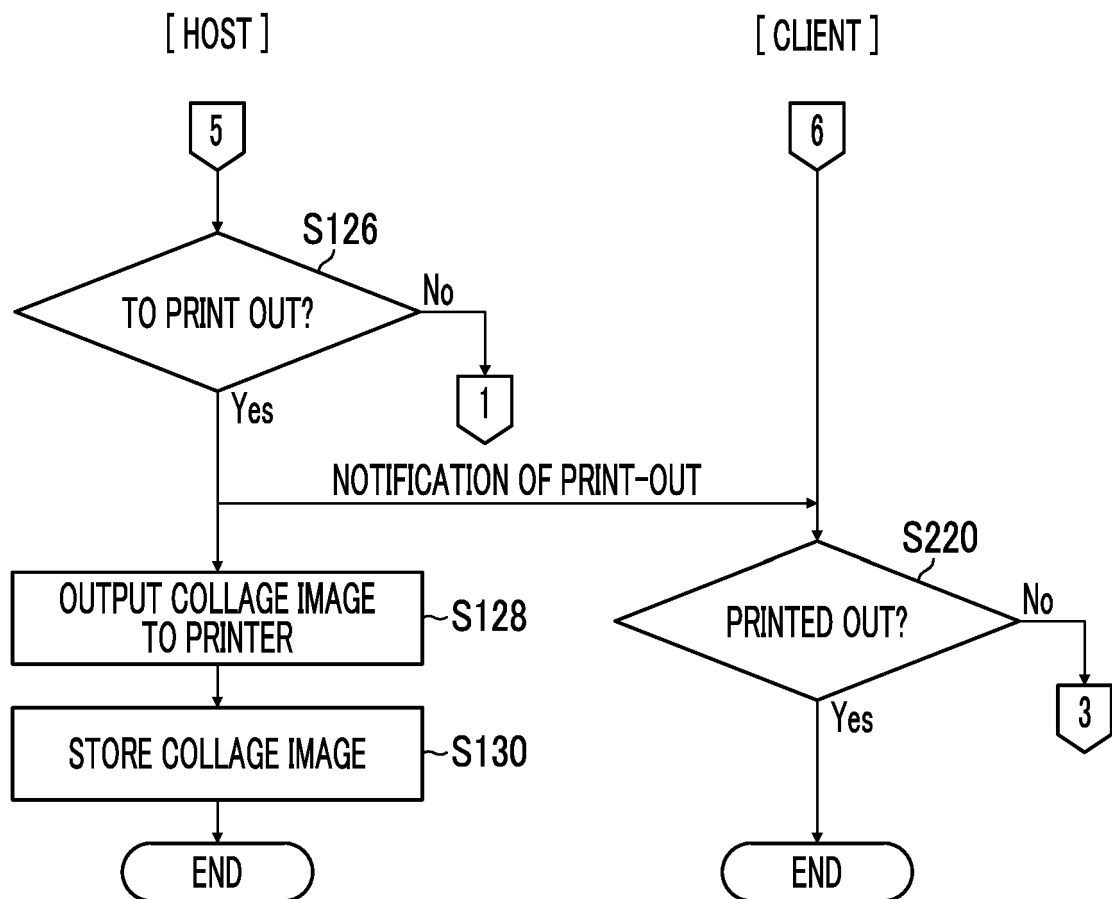 [ HOST ]
[ CLIENT ]
5
6
S126
TO PRINT OUT?
No
1
Yes
NOTIFICATION OF PRINT-OUT
S220
OUTPUT COLLAGE IMAGE
TO PRINTER
S128
PRINTED OUT?
No
3
Yes
STORE COLLAGE IMAGE
S130
END
END